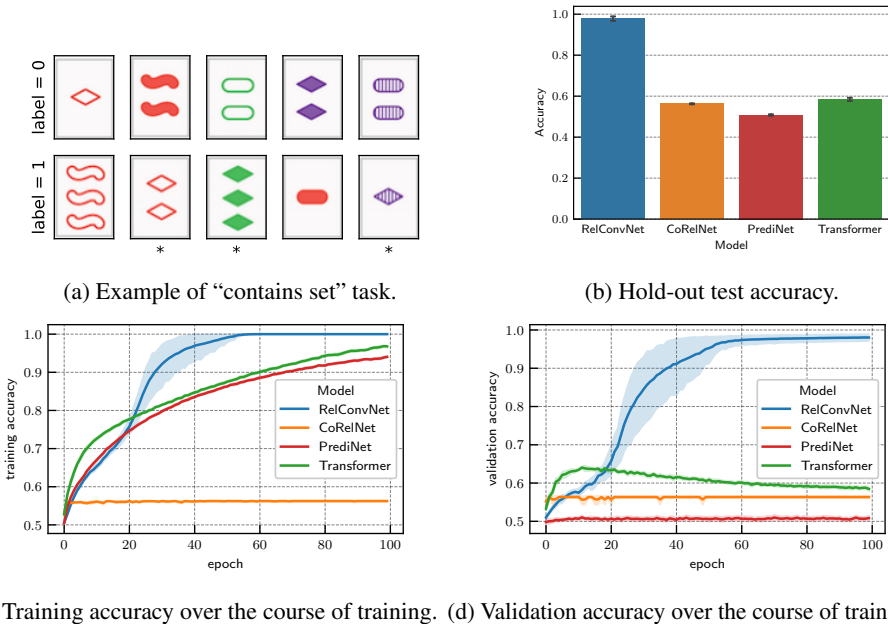 label = 0
label = 1
*
*
*
(a) Example of “contains set” task.
Accuracy
1.0
0.8
0.6
0.4
0.2
0.0
RelConvNet
CoRelNet
PrediNet
Transformer
Model
(b) Hold-out test accuracy.
training accuracy
1.0
0.9
0.8
0.7
0.6
0.5
0
20
40
60
80
100
epoch
Model
RelConvNet
CoRelNet
PrediNet
Transformer
Training accuracy over the course of training.
validation accuracy
1.0
0.9
0.8
0.7
0.6
0.5
0
20
40
60
80
100
epoch
Model
RelConvNet
CoRelNet
PrediNet
Transformer
(d) Validation accuracy over the course of train